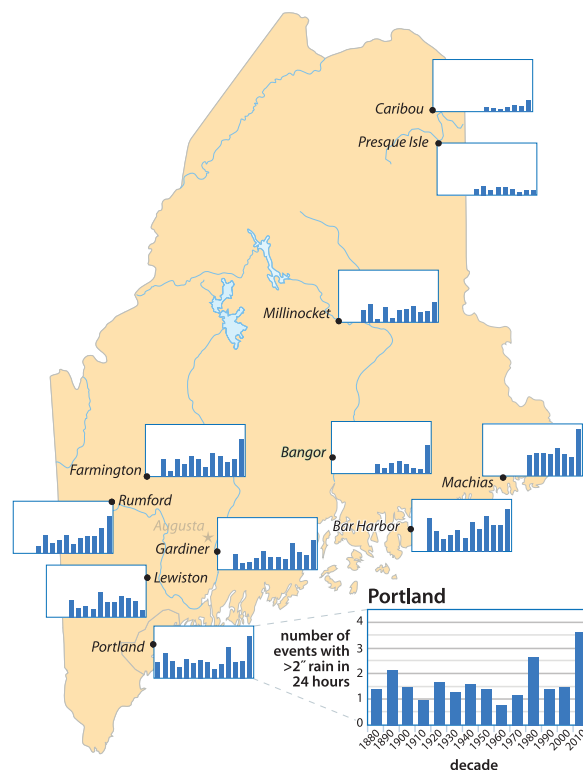 Caribou
Presque Isle
Millinocket
Bangor
Farmington
Machias
Rumford
Augusta
Bar Harbor
Gardiner
Lewiston
Portland
Portland
number of
events with
>2″ rain in
24 hours
4
3
2
1
0
1880
1890
1900
1910
1920
1930
1940
1950
1960
1970
1980
1990
2000
2010
decade